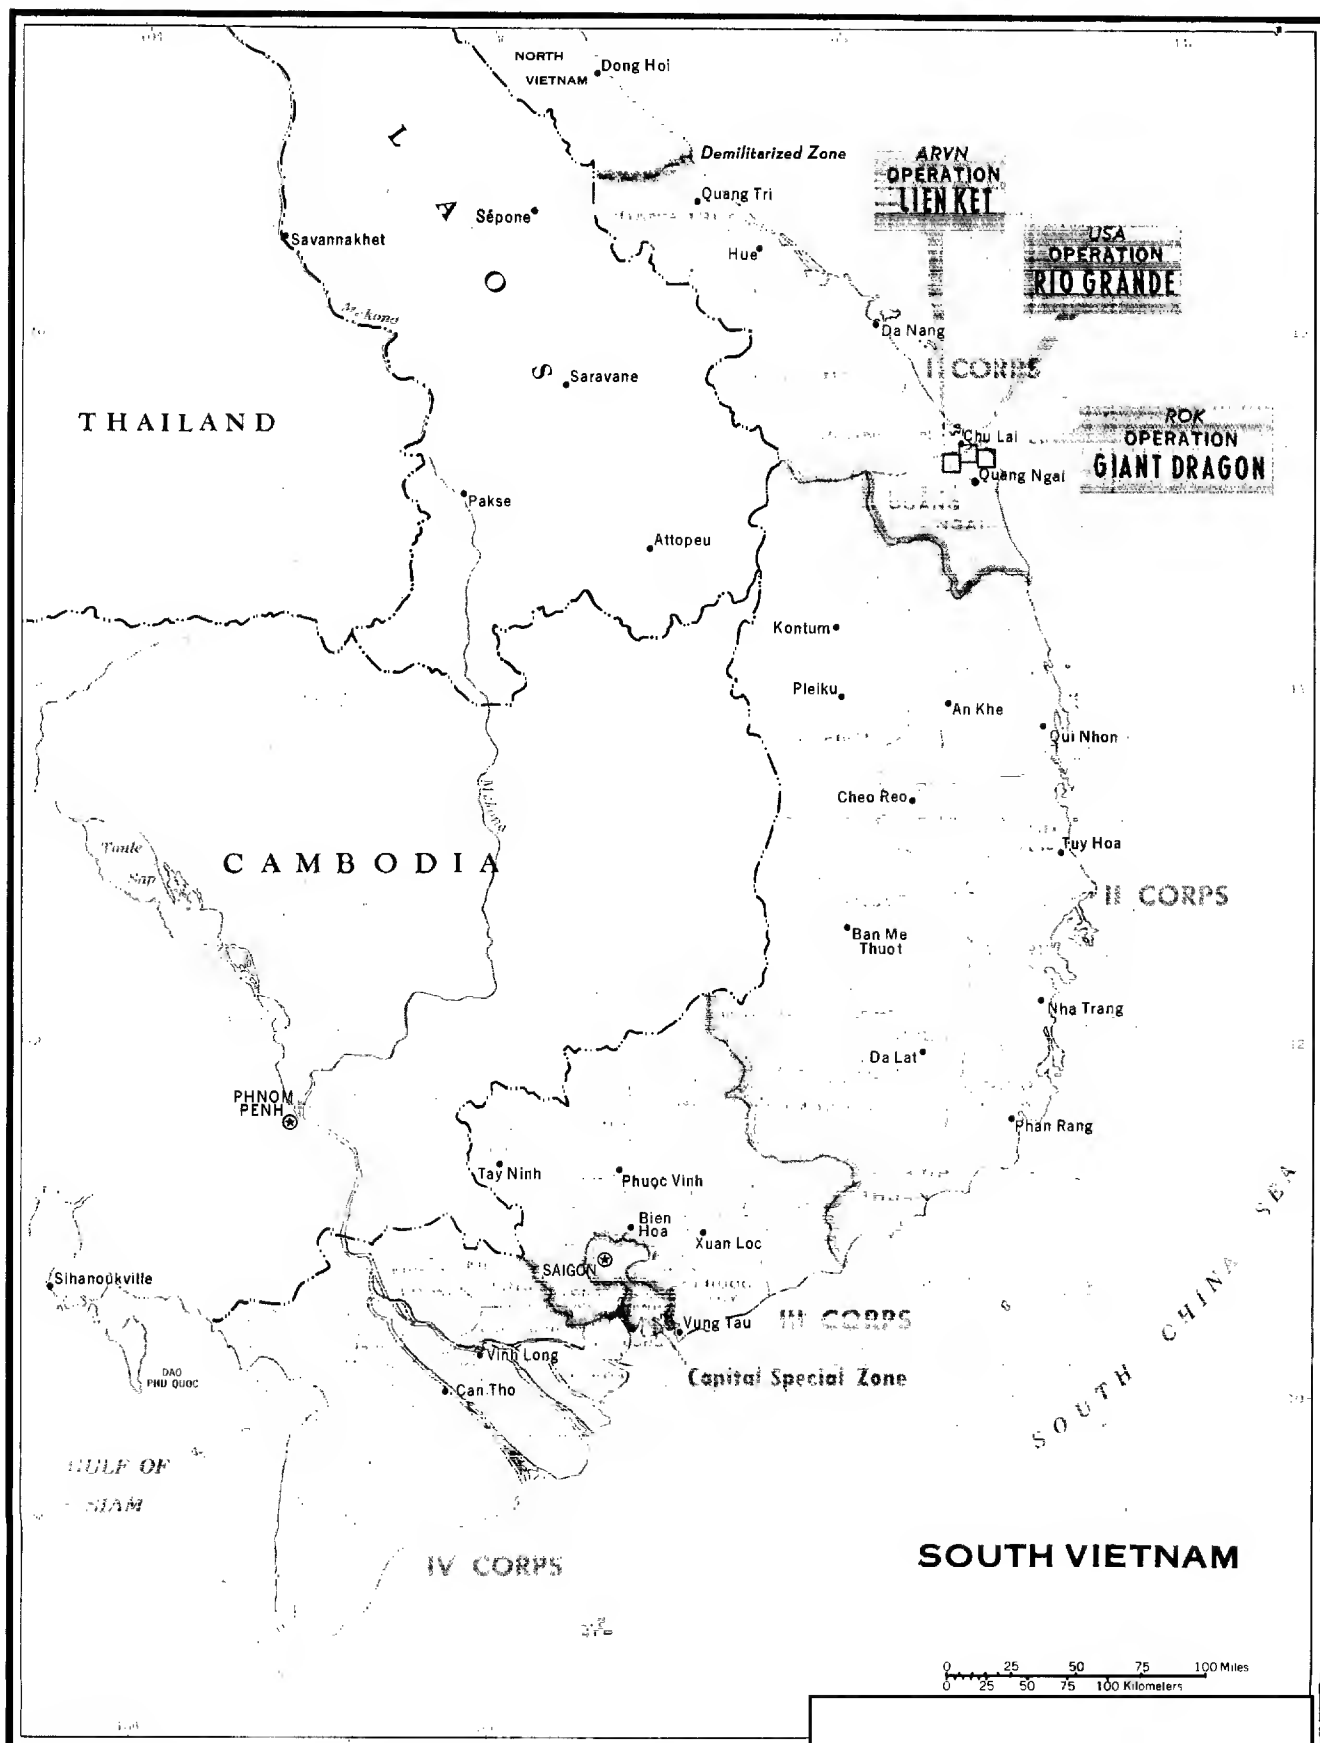 NORTH
VIETNAM
Dong Hoi
L A O S
Demilitarized Zone
ARVN
OPERATION
LIEN KET
Quang Tri
Sépone
Savannakhet
Hue
USA
OPERATION
RIO GRANDE
Mekong
Da Nang
I CORPS
Saravane
THAILAND
ROK
OPERATION
GIANT DRAGON
Chu Lai
Quang Ngai
Pakse
QUANG
NGAI
Attopeu
Kontum
Pleiku
An Khe
Qui Nhon
Mekong
Cheo Reo
Tonle
Sap
CAMBODIA
Tuy Hoa
II CORPS
Ban Me
Thuot
Nha Trang
Da Lat
12
PHNOM
PENH
Phan Rang
Tay Ninh
Phuoc Vinh
Bien
Hoa
Xuan Loc
SAIGON
Sihanoukville
SOUTH CHINA SEA
III CORPS
Vung Tau
Vinh Long
Capital Special Zone
DAO
PHU QUOC
Can Tho
GULF OF
SIAM
IV CORPS
SOUTH VIETNAM
0 25 50 75 100 Miles
0 25 50 75 100 Kilometers